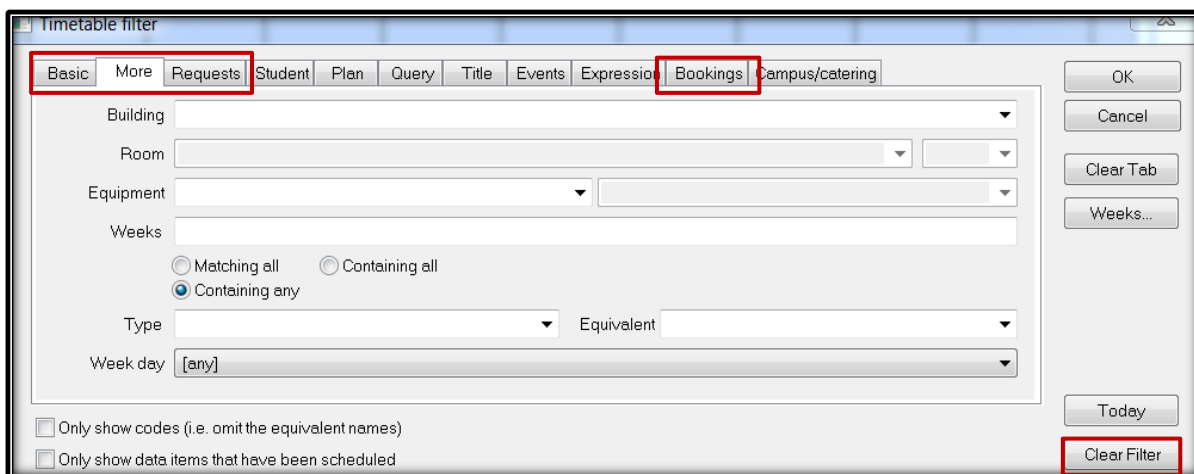 Timetable filter
Basic More Requests Student Plan Query Title Events Expression Bookings Campus/catering
OK
Building
Cancel
Room
Clear Tab
Equipment
Weeks...
Weeks
Matching all Containing all
Containing any
Type Equivalent
Week day [any]
Today
Only show codes (i.e. omit the equivalent names)
Clear Filter
Only show data items that have been scheduled